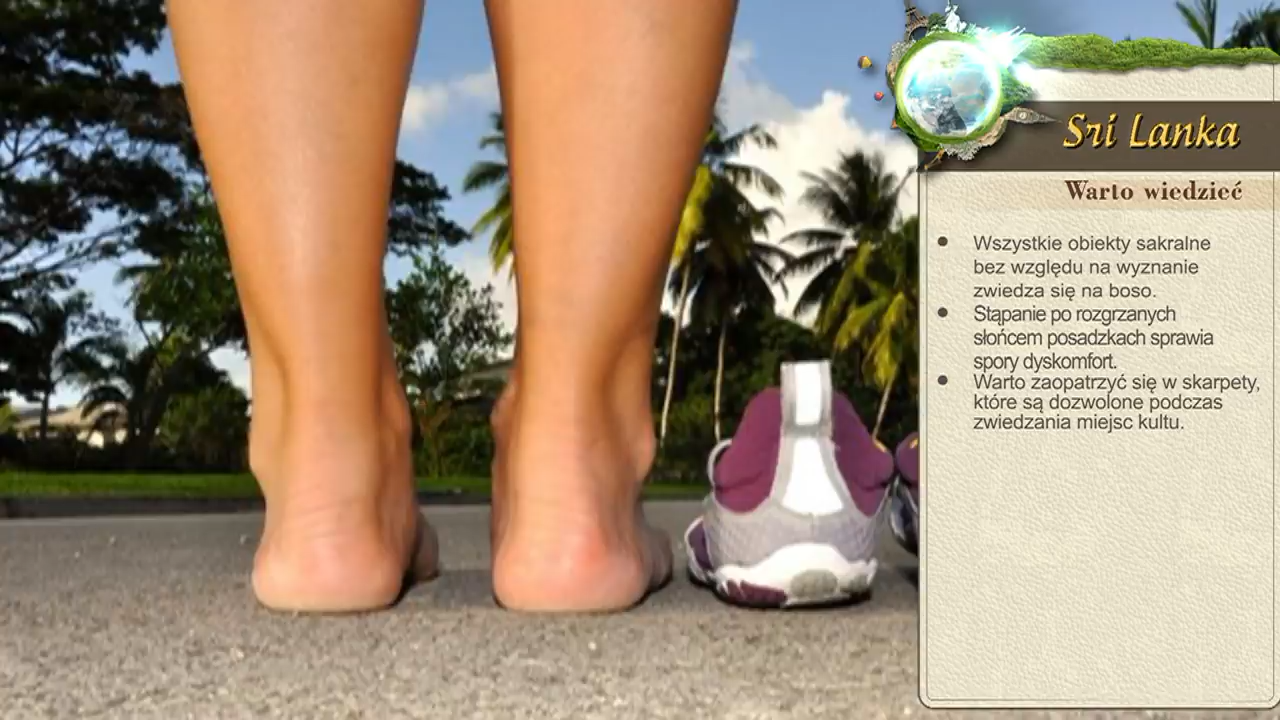 Sri Lanka
Warto wiedzieć
• Wszystkie obiekty sakralne
bez względu na wyznanie
zwiedza się na boso.
• Stąpanie po rozgrzanych
słońcem posadzkach sprawia
spory dyskomfort.
• Warto zaopatrzyć się w skarpety,
które są dozwolone podczas
zwiedzania miejsc kultu.